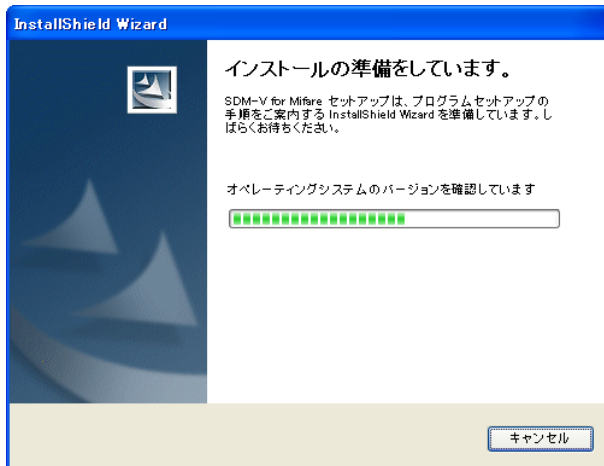 InstallShield Wizard
インストールの準備をしています。
SDM-V for Mifare セットアップは、プログラムセットアップの
手順をご案内する InstallShield Wizard を準備しています。し
ばらくお待ちください。
オペレーティングシステムのバージョンを確認しています
キャンセル